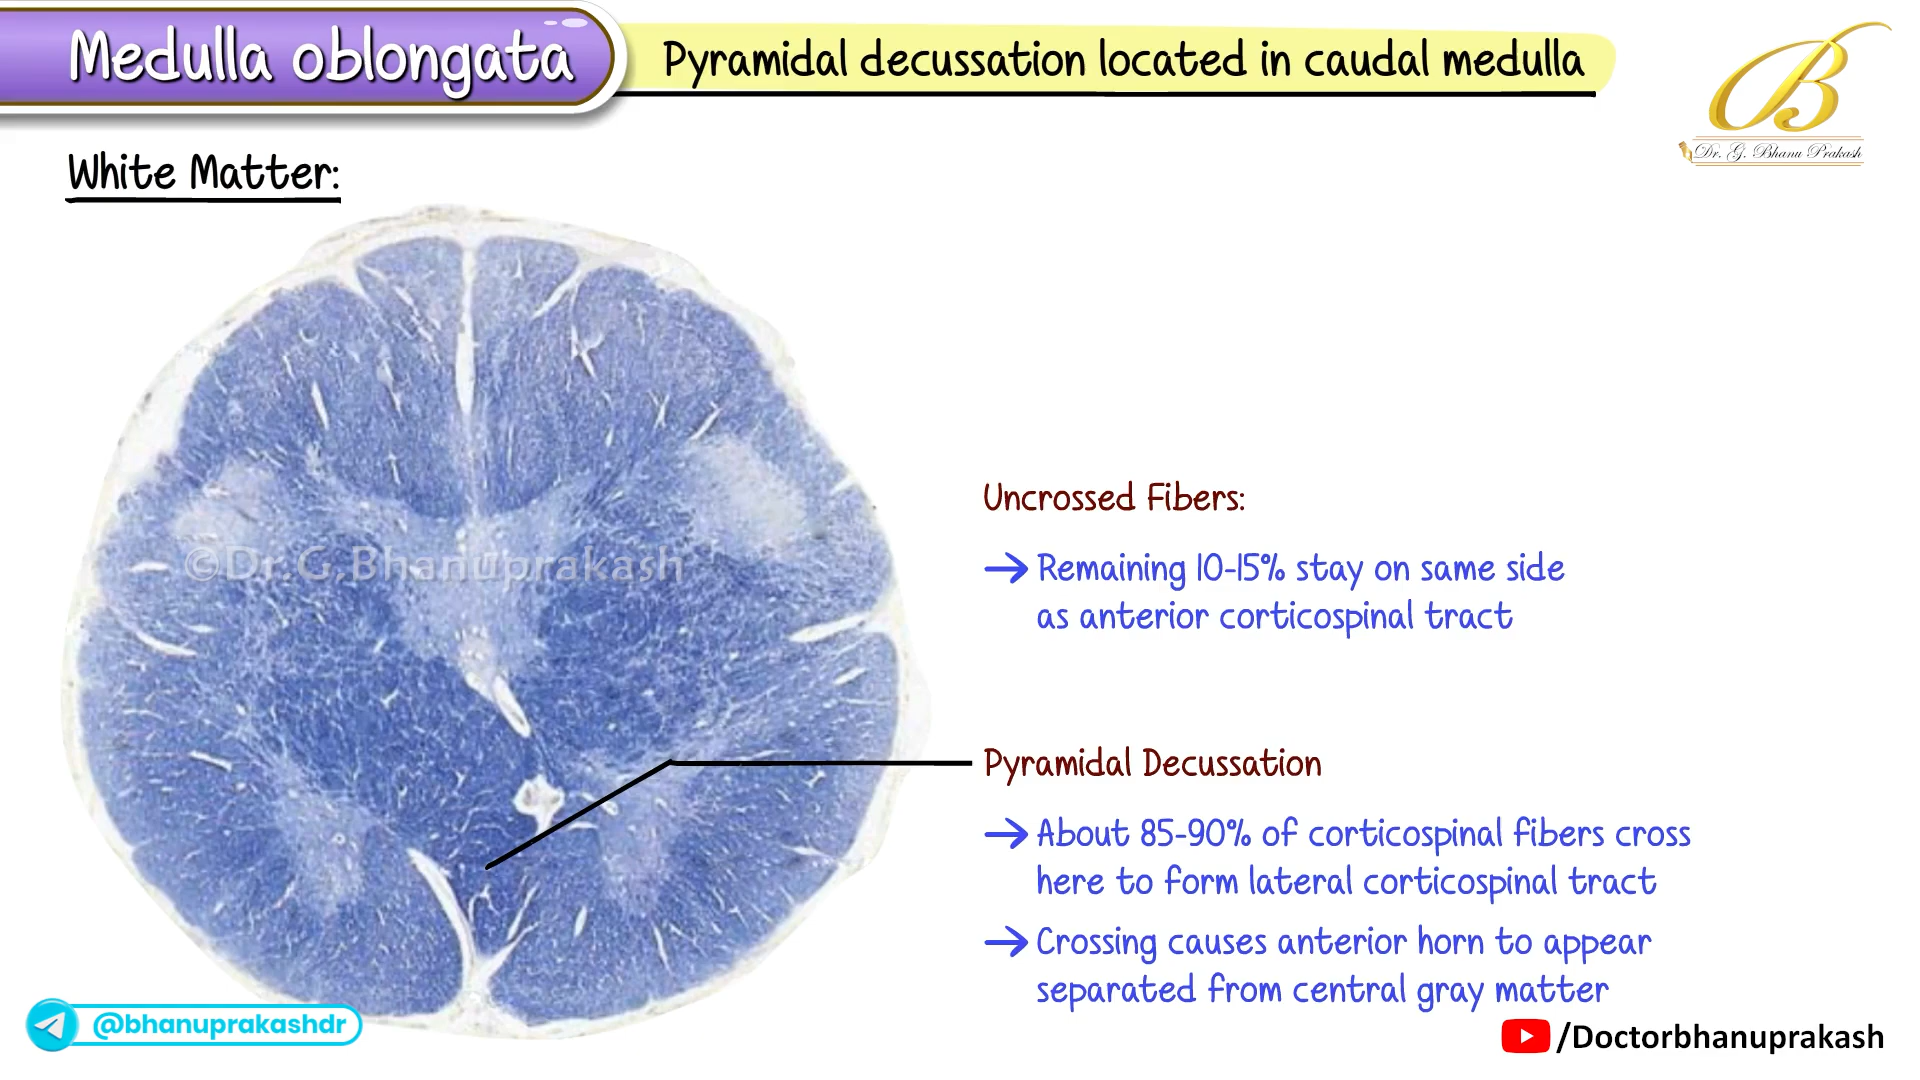 Medulla oblongata
Pyramidal decussation located in caudal medulla
B
Dr. G. Bhanu Prakash
White Matter:
©Dr.G.Bhanuprakash
Uncrossed Fibers:
→ Remaining 10-15% stay on same side
as anterior corticospinal tract
Pyramidal Decussation
→ About 85-90% of corticospinal fibers cross
here to form lateral corticospinal tract
→ Crossing causes anterior horn to appear
separated from central gray matter
@bhanuprakashdr
/Doctorbhanuprakash